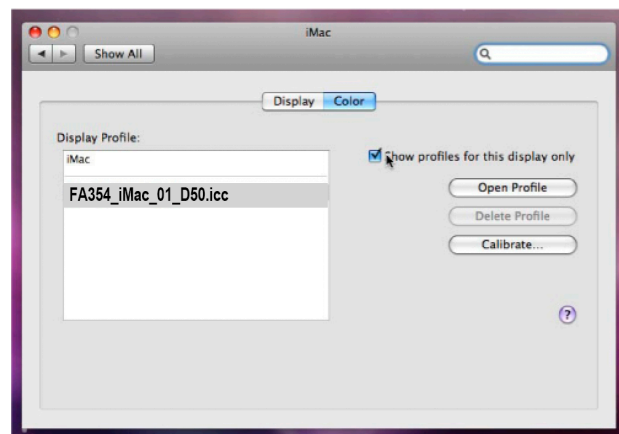 iMac
Show All
Display Color
Display Profile:
iMac
Show profiles for this display only
FA354_iMac_01_D50.icc
Open Profile
Delete Profile
Calibrate...
?